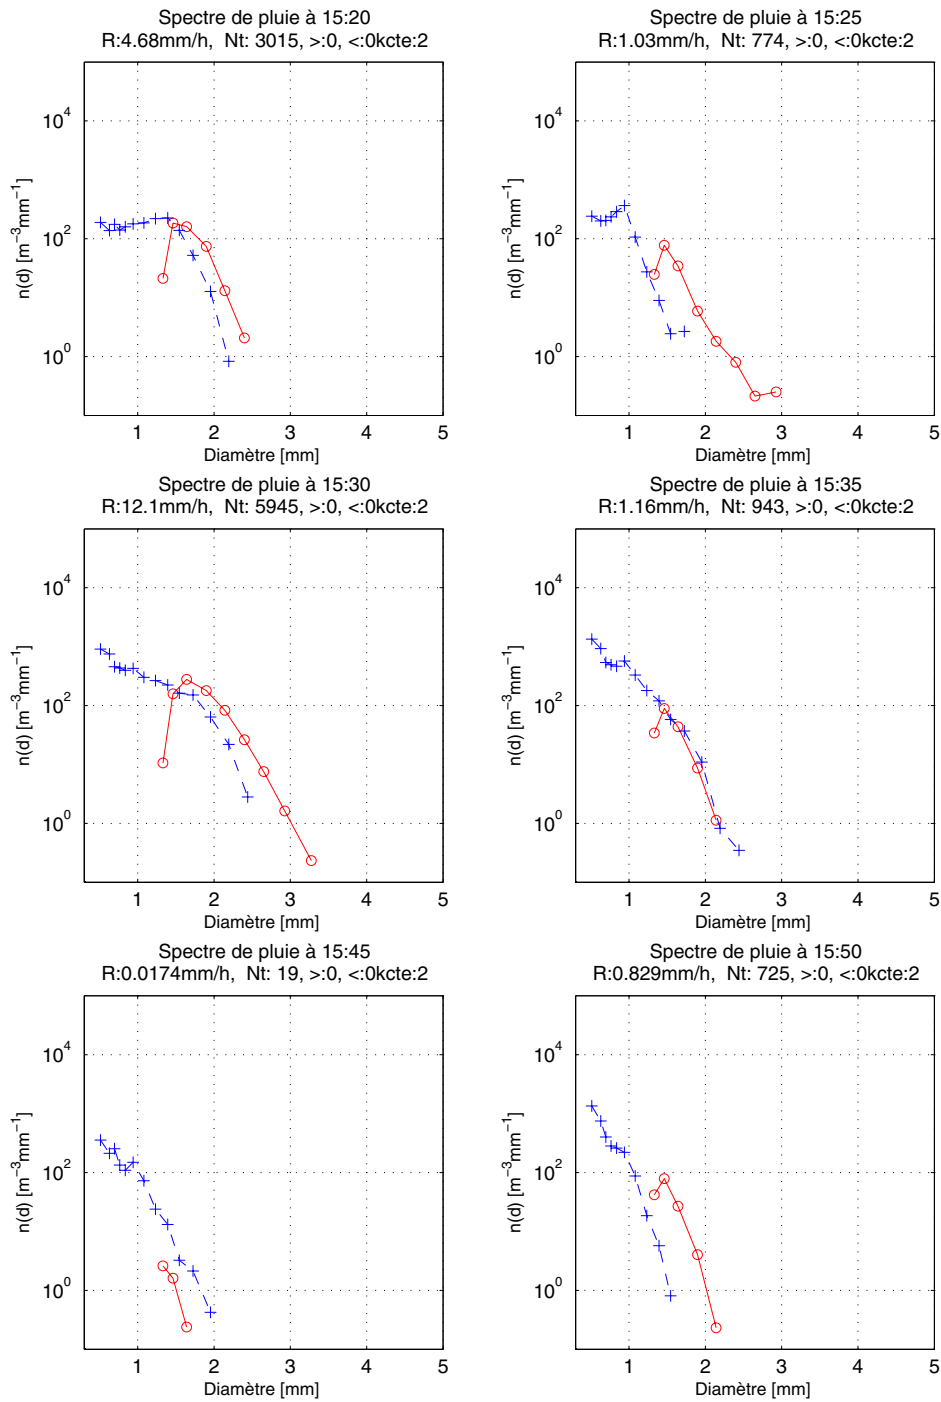 Spectre de pluie à 15:20
R:4.68mm/h, Nt: 3015, >:0, <:0kcte:2
10^4
10^2
10^0
n(d) [m^−3mm^−1]
1 2 3 4 5
Diamètre [mm]
Spectre de pluie à 15:25
R:1.03mm/h, Nt: 774, >:0, <:0kcte:2
10^4
10^2
10^0
n(d) [m^−3mm^−1]
1 2 3 4 5
Diamètre [mm]
Spectre de pluie à 15:30
R:12.1mm/h, Nt: 5945, >:0, <:0kcte:2
10^4
10^2
10^0
n(d) [m^−3mm^−1]
1 2 3 4 5
Diamètre [mm]
Spectre de pluie à 15:35
R:1.16mm/h, Nt: 943, >:0, <:0kcte:2
10^4
10^2
10^0
n(d) [m^−3mm^−1]
1 2 3 4 5
Diamètre [mm]
Spectre de pluie à 15:45
R:0.0174mm/h, Nt: 19, >:0, <:0kcte:2
10^4
10^2
10^0
n(d) [m^−3mm^−1]
1 2 3 4 5
Diamètre [mm]
Spectre de pluie à 15:50
R:0.829mm/h, Nt: 725, >:0, <:0kcte:2
10^4
10^2
10^0
n(d) [m^−3mm^−1]
1 2 3 4 5
Diamètre [mm]